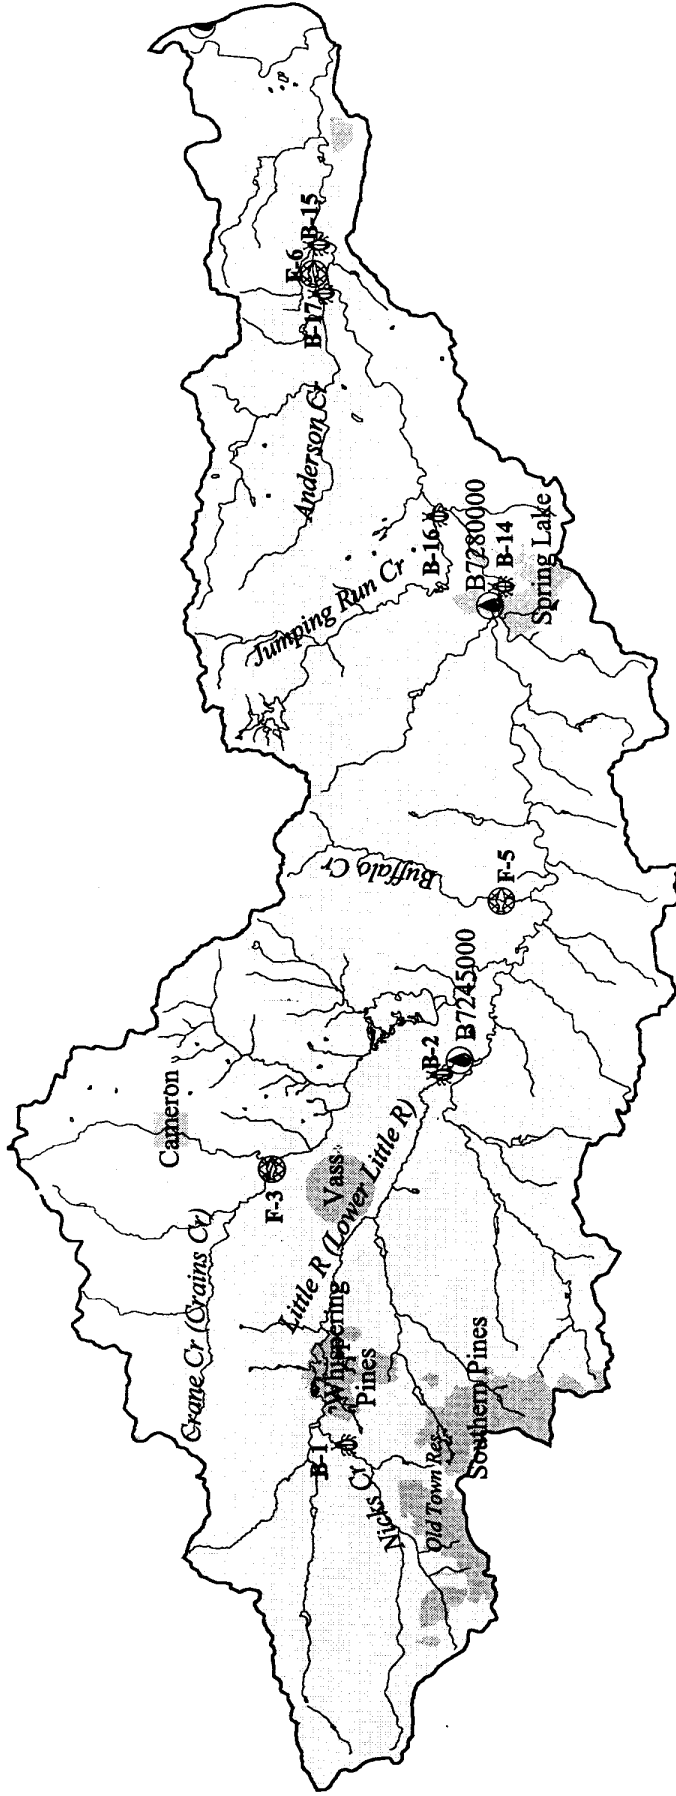 B-15
F-6
B-17
Anderson Cr
B7280000
B-16
B-14
Spring Lake
Jumping Run Cr
Buffalo Cr
F-5
B7245000
B-2
Cameron
F-3
Vass
Little R (Lower Little R)
Crane Cr (Crains Cr)
Whispering
Pines
Southern Pines
B-1
Nicks Cr
Old Town Res